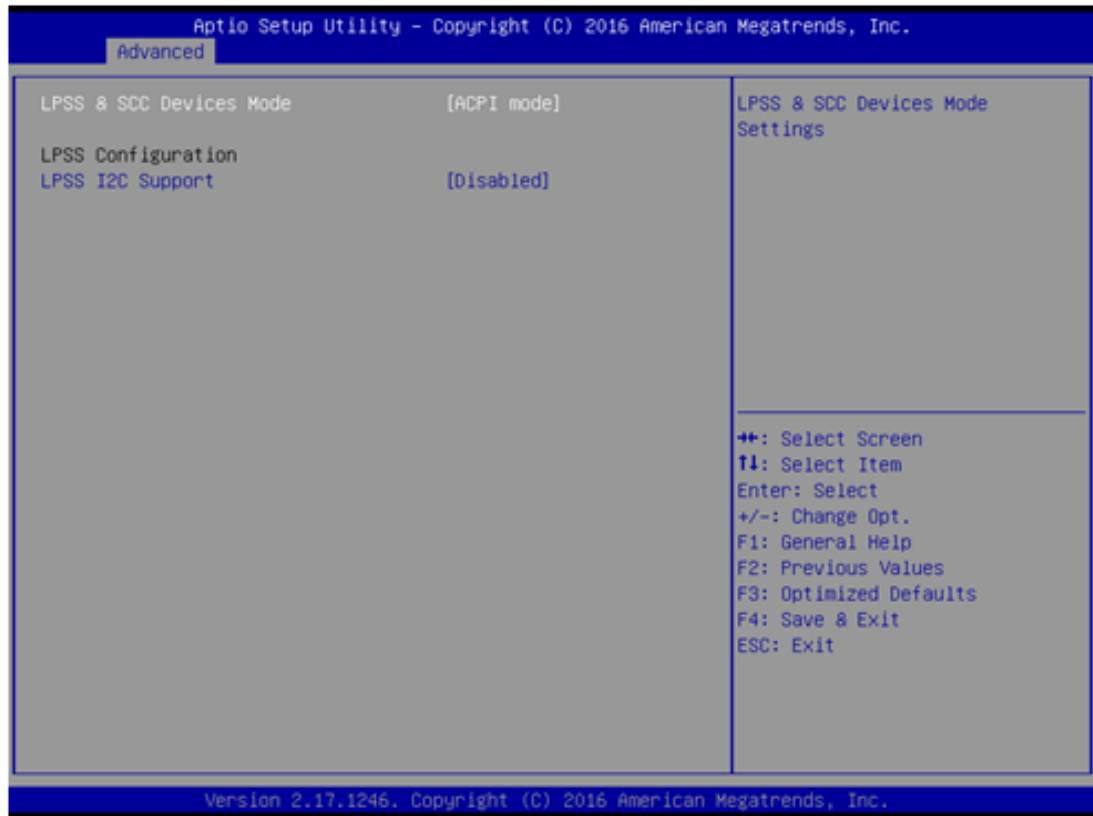 Aptio Setup Utility – Copyright (C) 2016 American Megatrends, Inc.
Advanced
LPSS & SCC Devices Mode [ACPI mode]
LPSS Configuration
LPSS I2C Support [Disabled]
LPSS & SCC Devices Mode
Settings
→←: Select Screen
↑↓: Select Item
Enter: Select
+/-: Change Opt.
F1: General Help
F2: Previous Values
F3: Optimized Defaults
F4: Save & Exit
ESC: Exit
Version 2.17.1246. Copyright (C) 2016 American Megatrends, Inc.